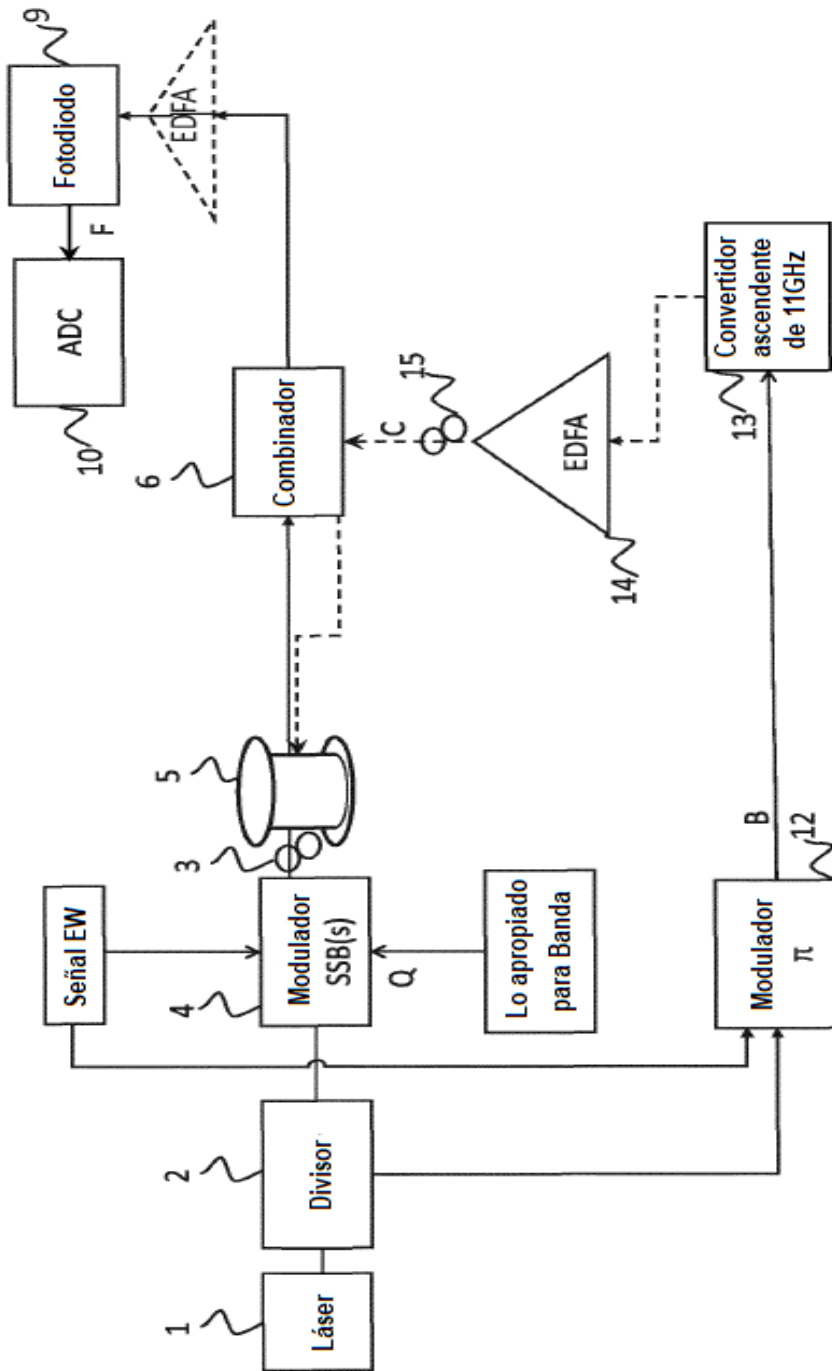 1
Láser
2
Divisor
Señal EW
4
Modulador
SSB(s)
Q
Lo apropiado
para Banda
3
5
6
Combinador
C
15
EDFA
14
Modulador
π
12
B
Convertidor
ascendente
de 11GHz
13
EDFA
9
Fotodiodo
F
ADC
10